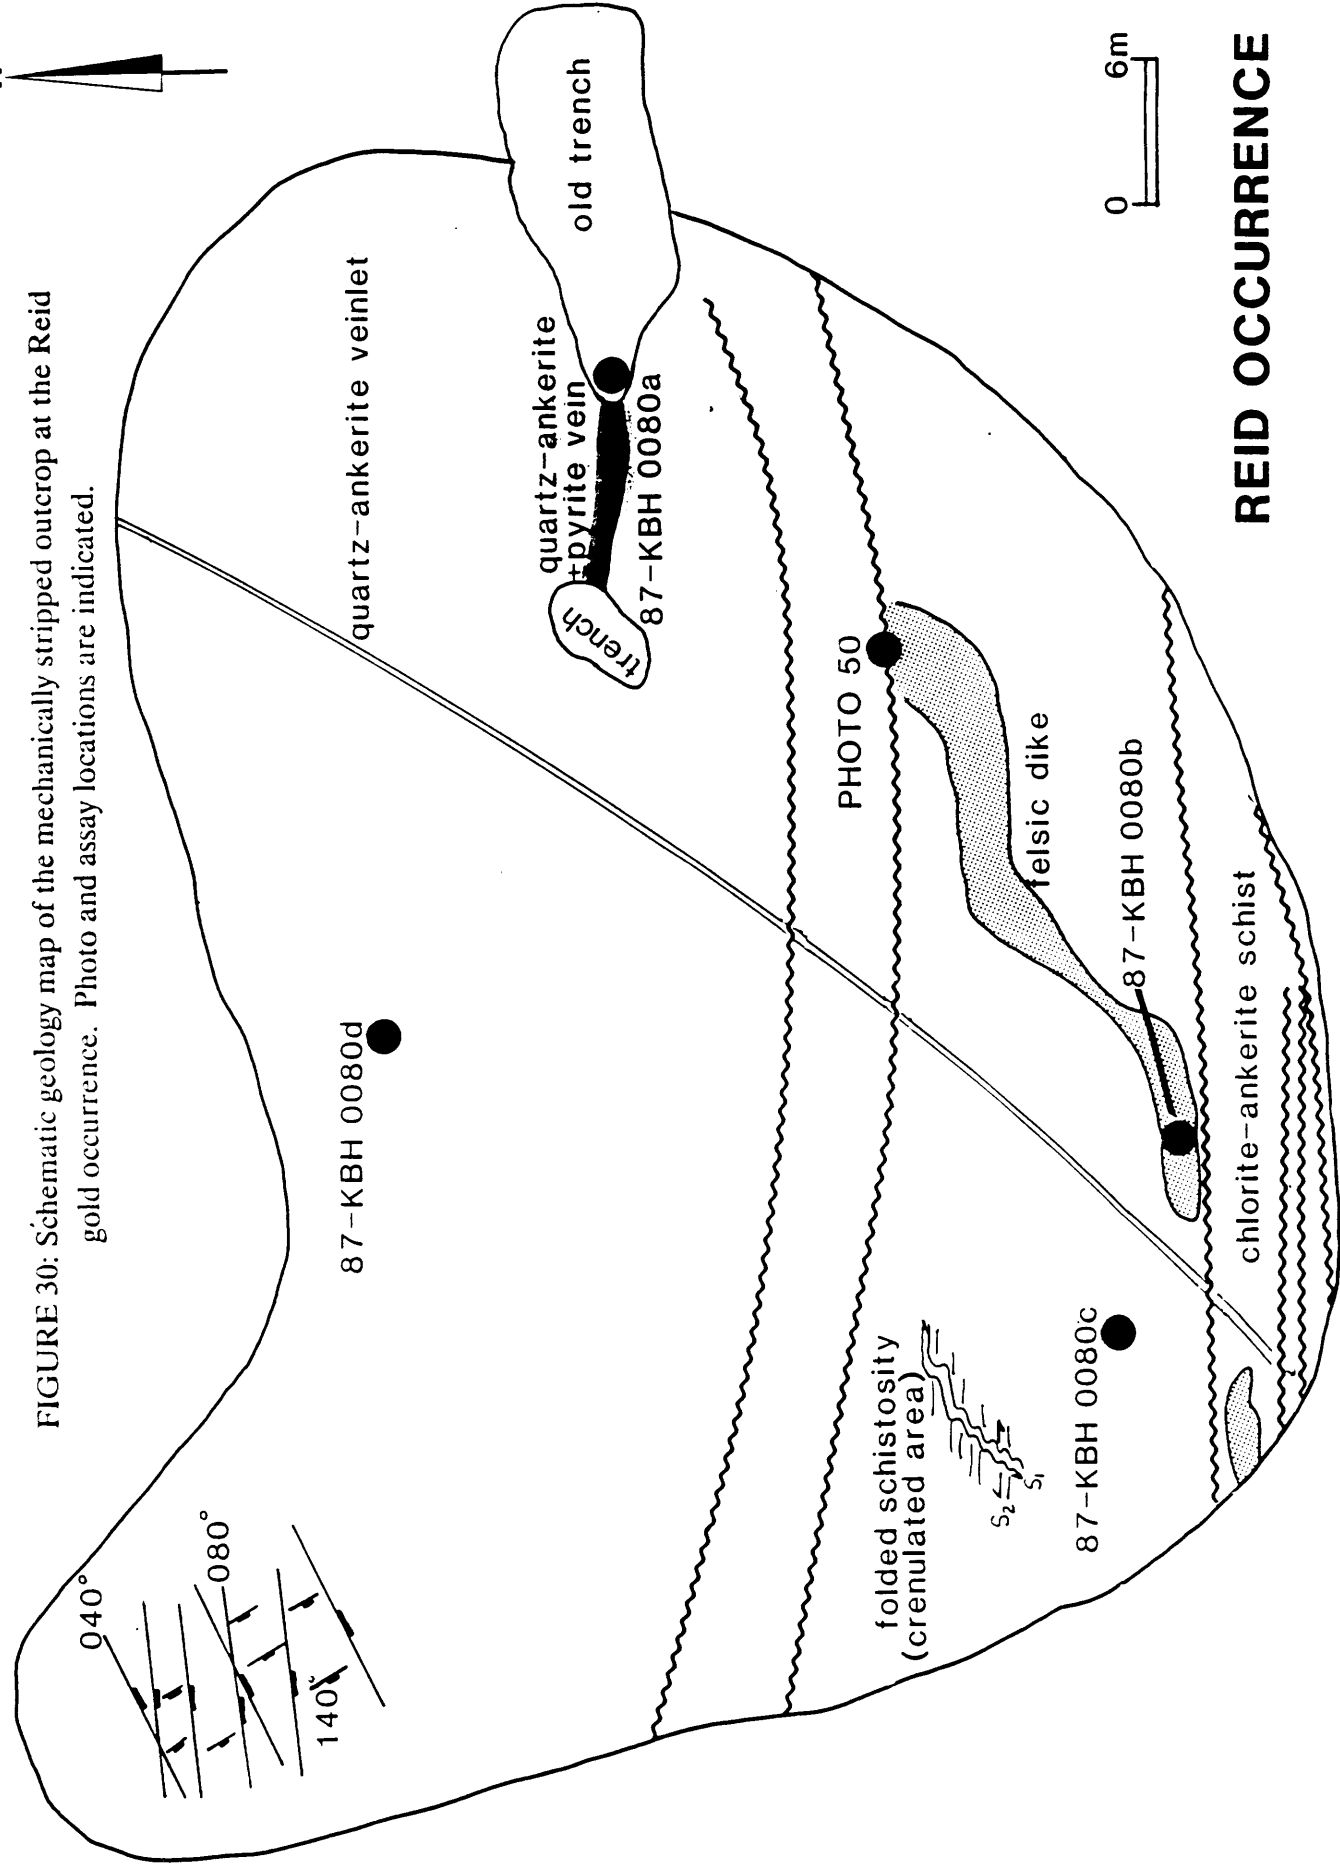 FIGURE 30: Schematic geology map of the mechanically stripped outcrop at the Reid
gold occurrence. Photo and assay locations are indicated.
040°
080°
140°
87-KBH 0080d
quartz-ankerite veinlet
quartz-ankerite
+pyrite vein
old trench
trench
87-KBH 0080a
PHOTO 50
folded schistosity
(crenulated area)
S₂
S₁
felsic dike
87-KBH 0080c
87-KBH 0080b
chlorite-ankerite schist
0 6m
REID OCCURRENCE